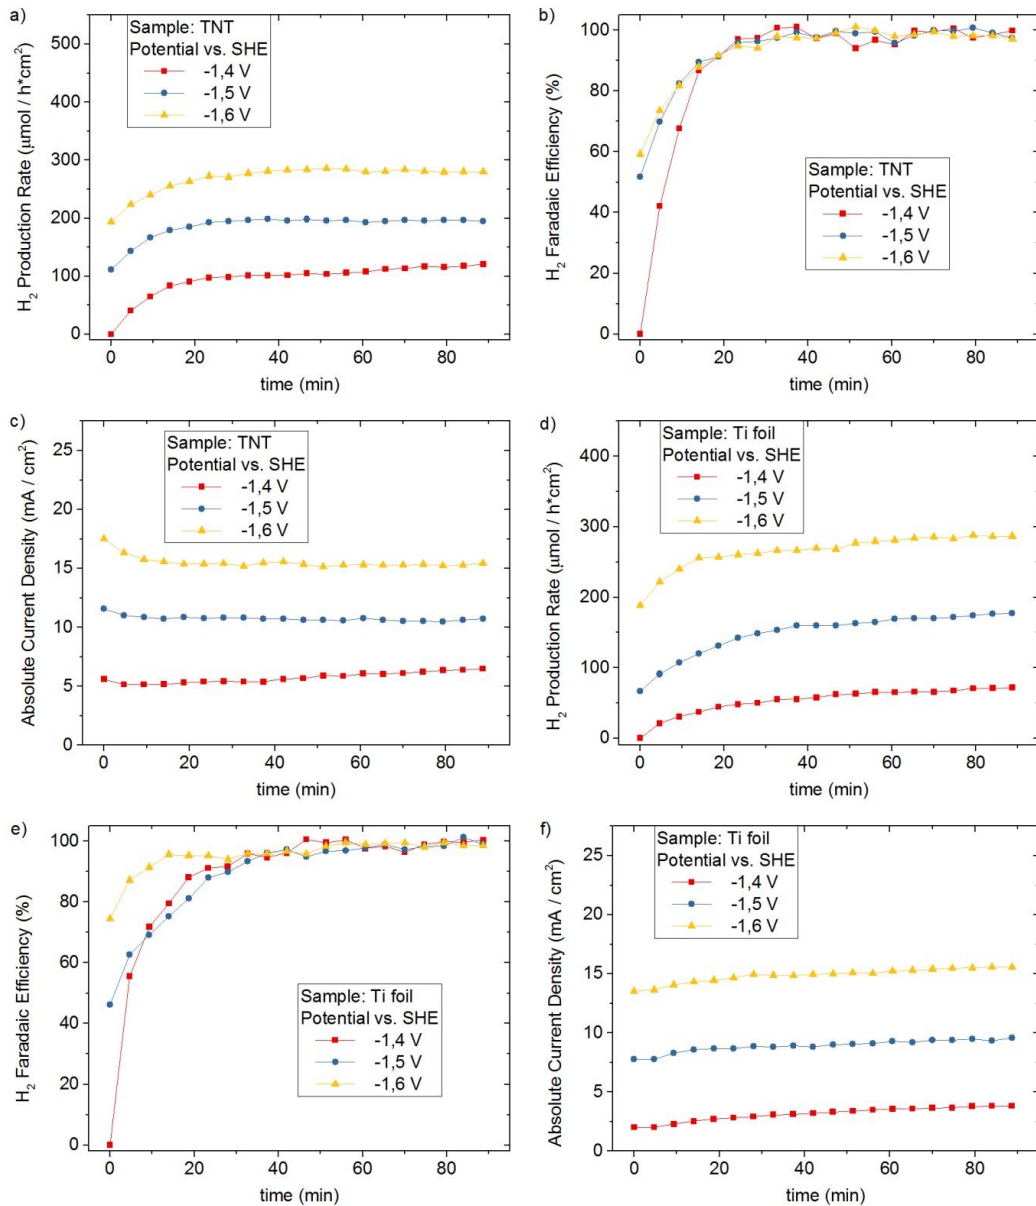 a)
H₂ Production Rate (µmol / h*cm²)
500
400
300
200
100
0
Sample: TNT
Potential vs. SHE
-1,4 V
-1,5 V
-1,6 V
0 20 40 60 80
time (min)
b)
H₂ Faradaic Efficiency (%)
100
80
60
40
20
0
Sample: TNT
Potential vs. SHE
-1,4 V
-1,5 V
-1,6 V
0 20 40 60 80
time (min)
c)
Absolute Current Density (mA / cm²)
25
20
15
10
5
0
Sample: TNT
Potential vs. SHE
-1,4 V
-1,5 V
-1,6 V
0 20 40 60 80
time (min)
d)
H₂ Production Rate (µmol / h*cm²)
400
300
200
100
0
Sample: Ti foil
Potential vs. SHE
-1,4 V
-1,5 V
-1,6 V
0 20 40 60 80
time (min)
e)
H₂ Faradaic Efficiency (%)
100
80
60
40
20
0
Sample: Ti foil
Potential vs. SHE
-1,4 V
-1,5 V
-1,6 V
0 20 40 60 80
time (min)
f)
Absolute Current Density (mA / cm²)
25
20
15
10
5
0
Sample: Ti foil
Potential vs. SHE
-1,4 V
-1,5 V
-1,6 V
0 20 40 60 80
time (min)